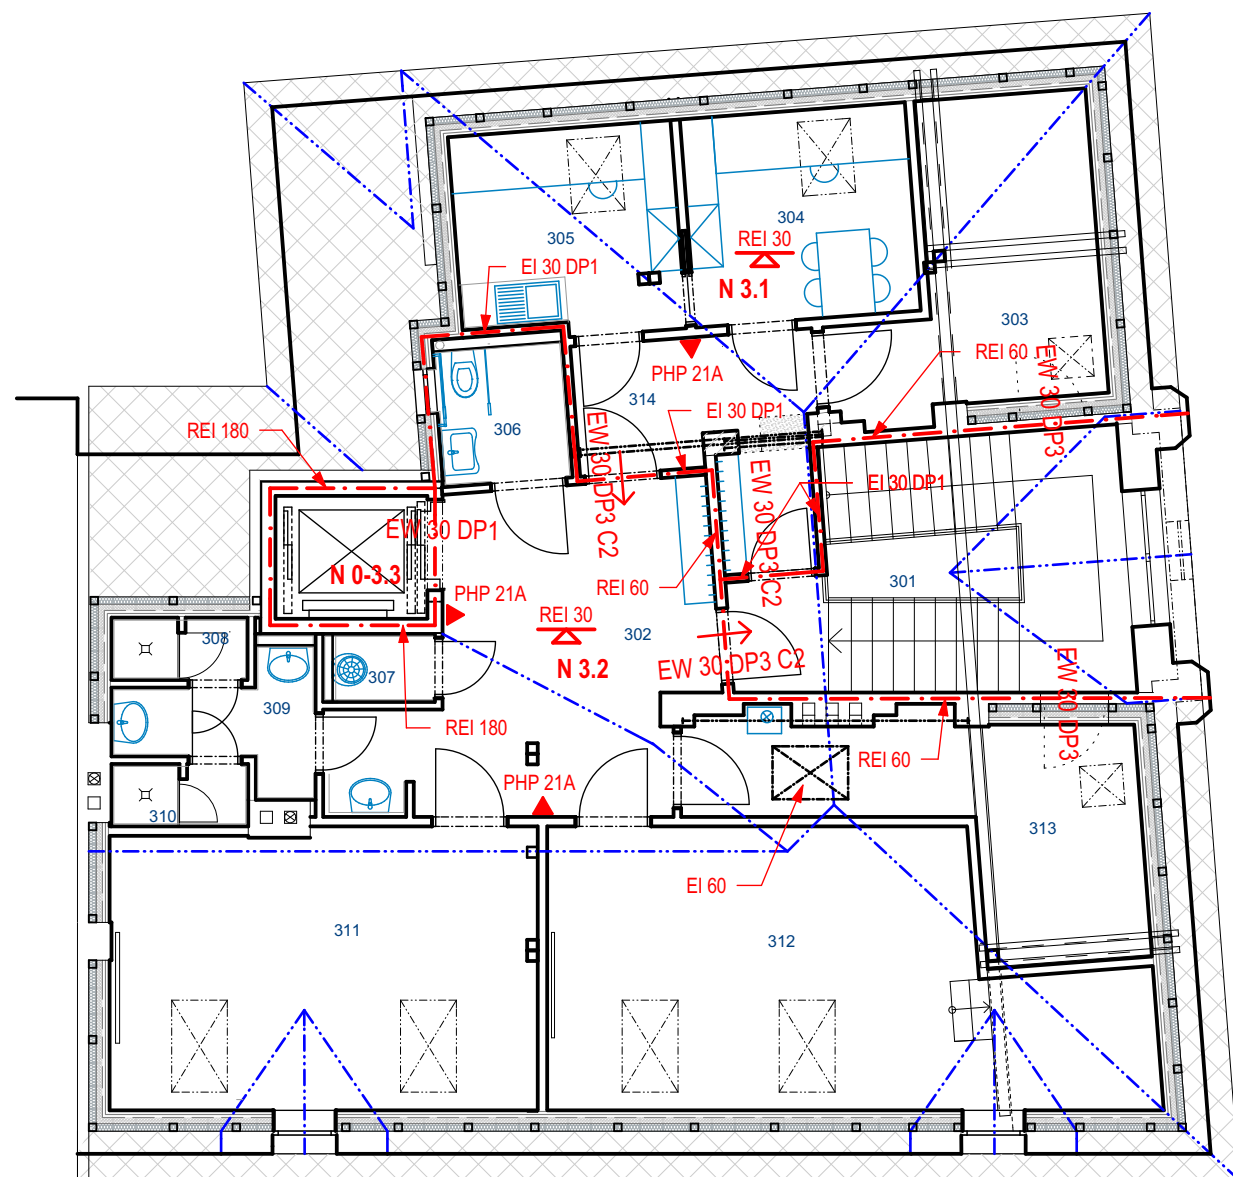 304
305
REI 30
EI 30 DP1
N 3.1
303
REI 60
EW 30 DP3
PHP 21A
314
EI 30 DP1
REI 180
306
EW 30 DP3 C2
EW 30 DP3 C2
EI 30 DP1
EW 30 DP1
N 0-3.3
301
REI 60
PHP 21A
REI 30
302
308
N 3.2
EW 30 DP3 C2
EW 30 DP3
307
309
REI 180
REI 60
PHP 21A
310
313
EI 60
311
312